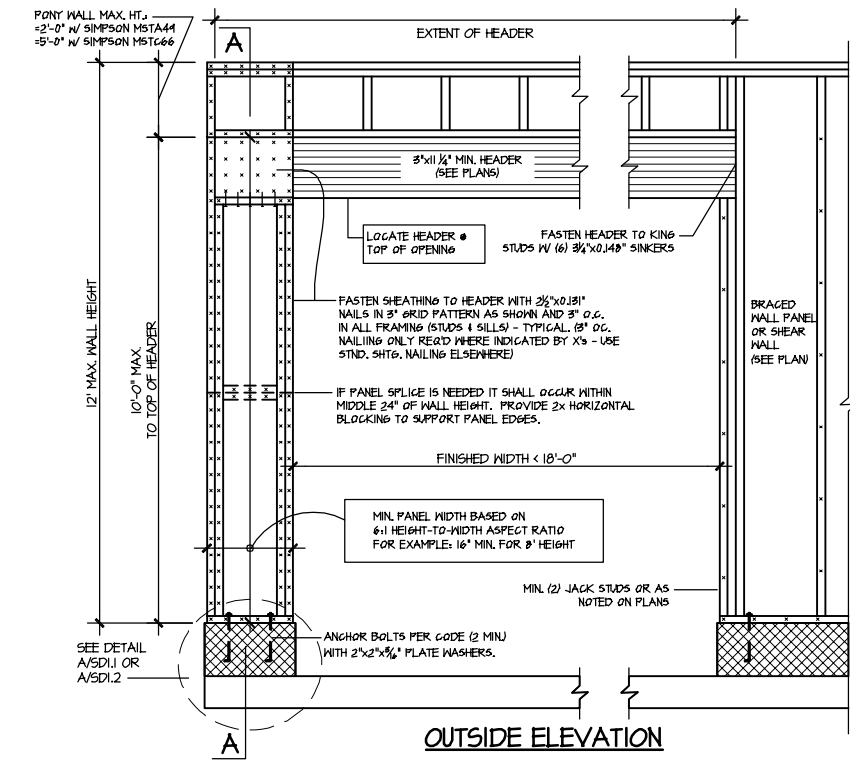 PONY WALL MAX. HT.:
=2'-0" W/ SIMPSON MSTA49
=5'-0" W/ SIMPSON MSTC66
A
EXTENT OF HEADER
3"x11 1/4" MIN. HEADER
(SEE PLANS)
LOCATE HEADER @
TOP OF OPENING
FASTEN HEADER TO KING
STUDS W/ (6) 3 1/4"x0.148" SINKERS
FASTEN SHEATHING TO HEADER WITH 2 1/2"x0.131"
NAILS IN 3" GRID PATTERN AS SHOWN AND 3" O.C.
IN ALL FRAMING (STUDS & SILLS) - TYPICAL. (3" OC.
NAILING ONLY REQ'D WHERE INDICATED BY X's - USE
STND. SHTG. NAILING ELSEWHERE)
BRACED
WALL PANEL
OR SHEAR
WALL
(SEE PLAN)
12' MAX. WALL HEIGHT
10'-0" MAX.
TO TOP OF HEADER
IF PANEL SPLICE IS NEEDED IT SHALL OCCUR WITHIN
MIDDLE 24" OF WALL HEIGHT. PROVIDE 2x HORIZONTAL
BLOCKING TO SUPPORT PANEL EDGES.
FINISHED WIDTH < 18'-0"
MIN. PANEL WIDTH BASED ON
6:1 HEIGHT-TO-WIDTH ASPECT RATIO
FOR EXAMPLE: 16" MIN. FOR 8' HEIGHT
MIN. (2) JACK STUDS OR AS
NOTED ON PLANS
SEE DETAIL
A/SD1.1 OR
A/SD1.2
ANCHOR BOLTS PER CODE (2 MIN.)
WITH 2"x2"x3/16" PLATE WASHERS.
A
OUTSIDE ELEVATION